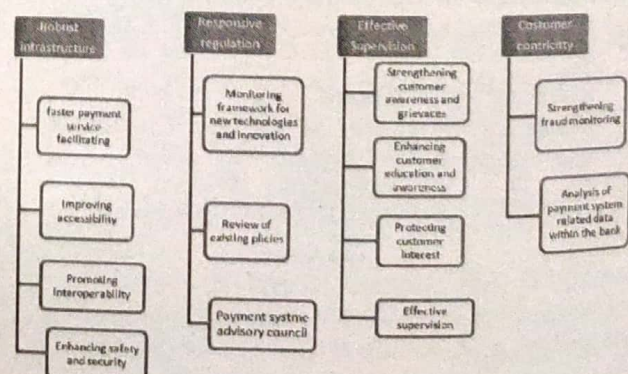 Robust
infrastructure
faster payment
service
facilitating
Improving
accessibility
Promoting
Interoperability
Enhancing safety
and security
Responsive
regulation
Monitoring
framework for
new technologies
and innovation
Review of
existing plicies
Payment systme
advisory council
Effective
Supervision
Strengthening
customer
awareness and
grievaces
Enhancing
customer
education and
awareness
Protecting
customer
interest
Effective
supervision
Customer
centricity
Strengthening
fraud monitoring
Analysis of
payment system
related data
within the bank